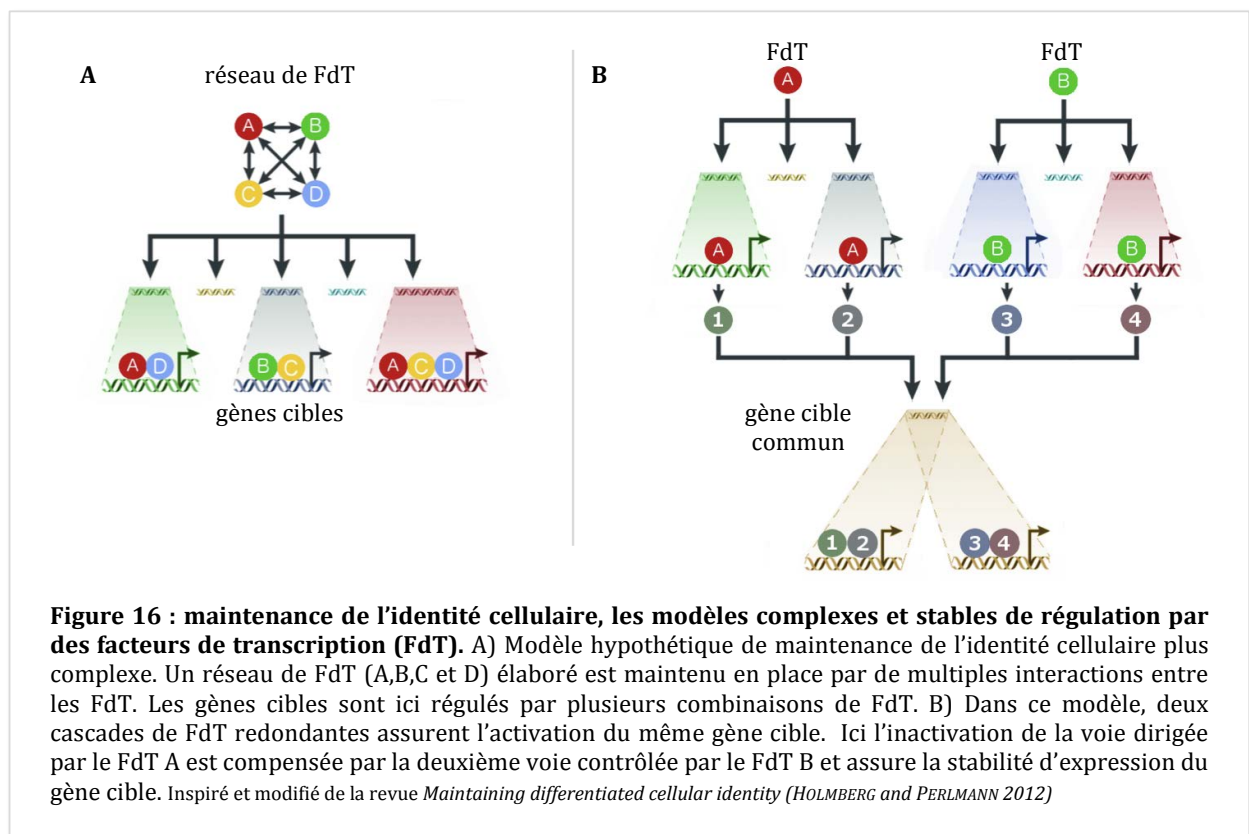 A
réseau de FdT
A B
C D
A D
B C
A C D
gènes cibles
B
FdT
FdT
A
B
A
A
B
B
1
2
3
4
gène cible
commun
1 2
3 4
Figure 16 : maintenance de l’identité cellulaire, les modèles complexes et stables de régulation par
des facteurs de transcription (FdT). A) Modèle hypothétique de maintenance de l’identité cellulaire plus
complexe. Un réseau de FdT (A,B,C et D) élaboré est maintenu en place par de multiples interactions entre
les FdT. Les gènes cibles sont ici régulés par plusieurs combinaisons de FdT. B) Dans ce modèle, deux
cascades de FdT redondantes assurent l’activation du même gène cible. Ici l’inactivation de la voie dirigée
par le FdT A est compensée par la deuxième voie contrôlée par le FdT B et assure la stabilité d’expression du
gène cible. Inspiré et modifié de la revue Maintaining differentiated cellular identity (HOLMBERG and PERLMANN 2012)